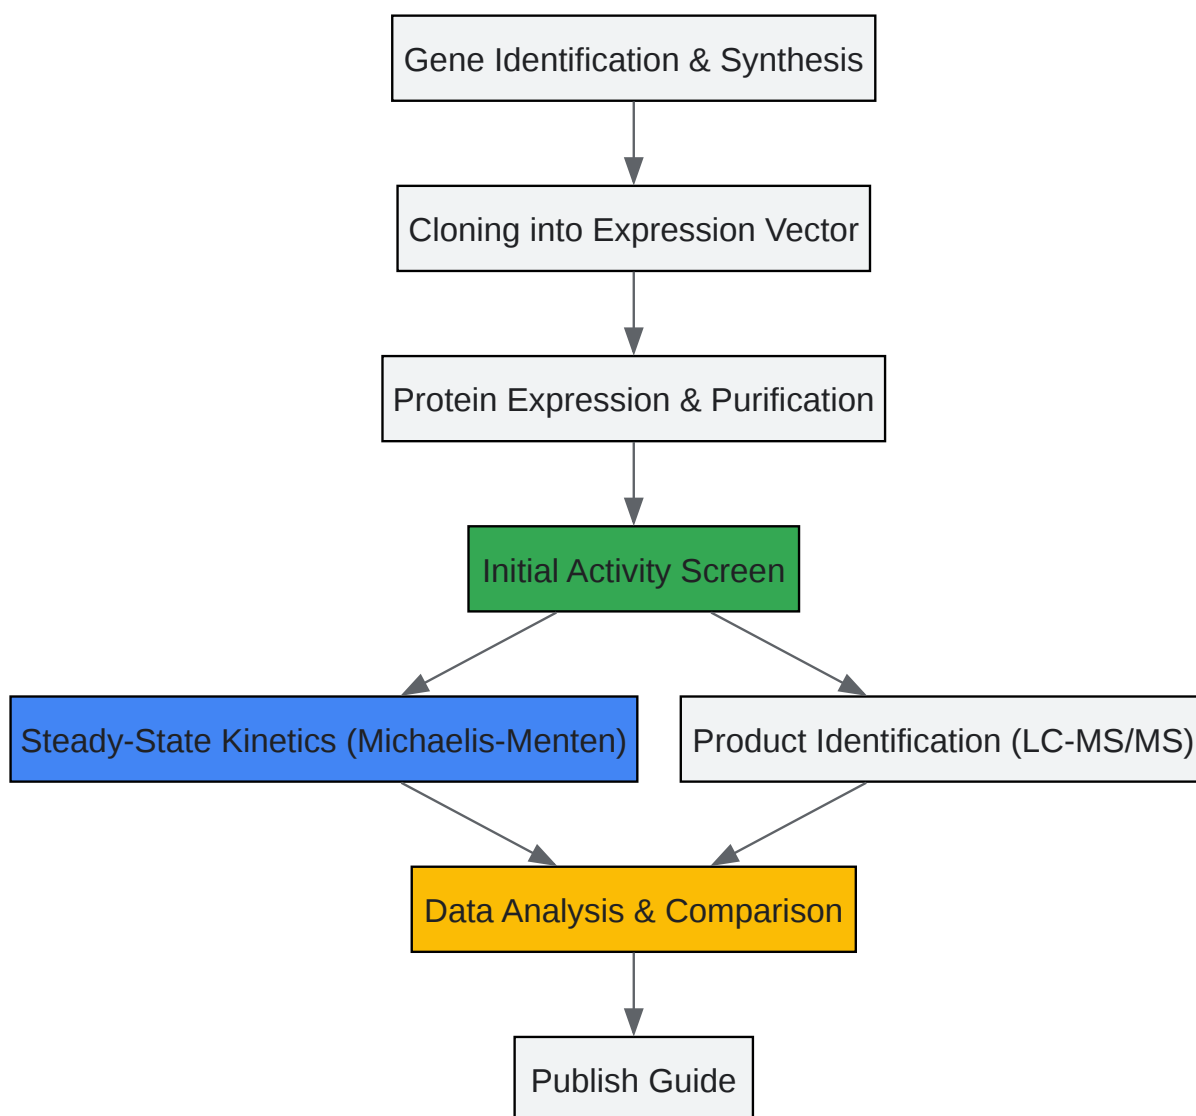 Gene Identification & Synthesis
Cloning into Expression Vector
Protein Expression & Purification
Initial Activity Screen
Steady-State Kinetics (Michaelis-Menten)
Product Identification (LC-MS/MS)
Data Analysis & Comparison
Publish Guide